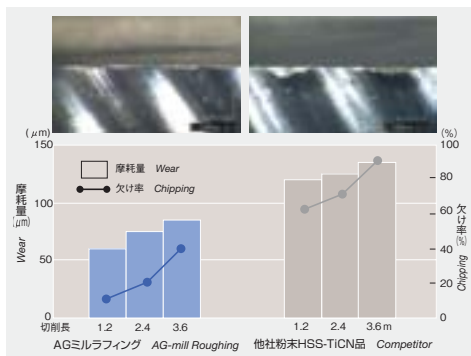 (μm)
(%)
150
100
50
0
摩耗量
(μm)
Wear
摩耗量 Wear
欠け率 Chipping
100
80
60
40
20
0
欠け率
(%)
Chipping
切削長 1.2 2.4 3.6 1.2 2.4 3.6m
AGミルラフィング AG-mill Roughing 他社粉末HSS-TiCN品 Competitor